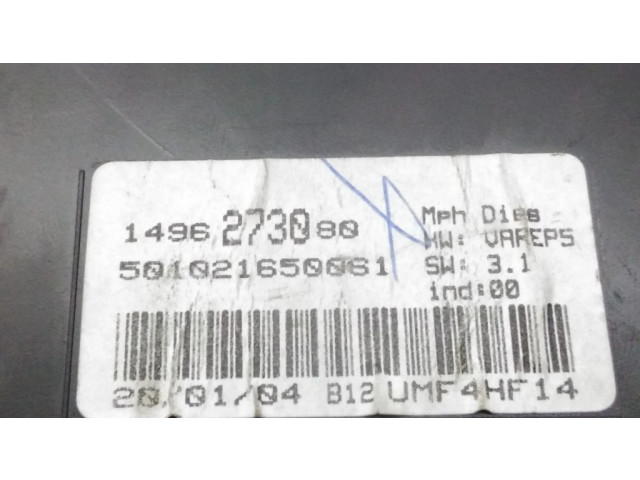 1496 2730 80 Mph Dies
501021650061 HW: VAREPS
SW: 3.1
ind:00
20/01/04 B12 UMF4HF14